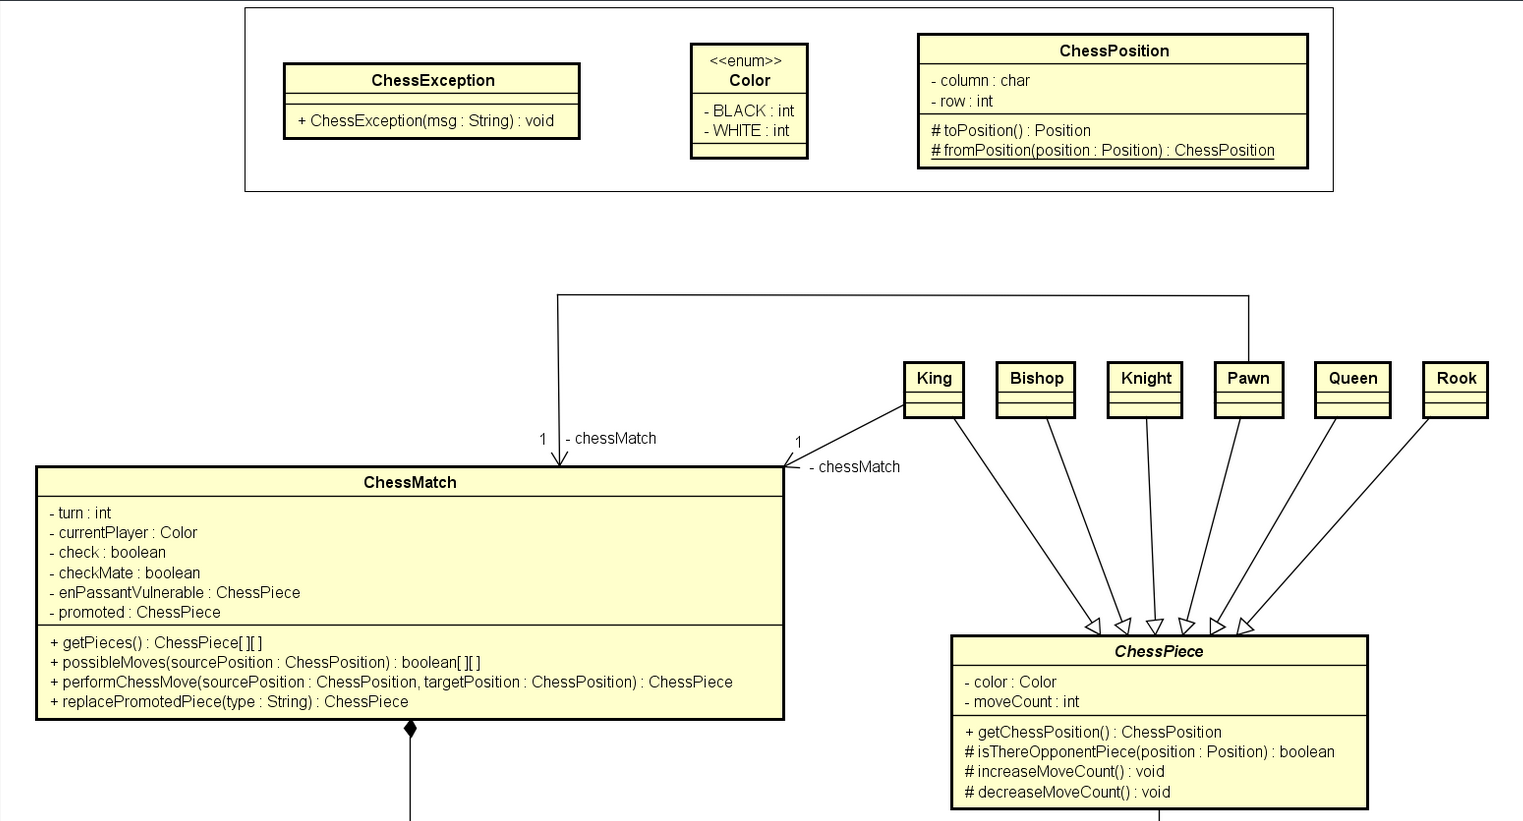 ChessException
+ ChessException(msg : String) : void
<<enum>>
Color
- BLACK : int
- WHITE : int
ChessPosition
- column : char
- row : int
# toPosition() : Position
# fromPosition(position : Position) : ChessPosition
King
Bishop
Knight
Pawn
Queen
Rook
1
- chessMatch
1
- chessMatch
ChessMatch
- turn : int
- currentPlayer : Color
- check : boolean
- checkMate : boolean
- enPassantVulnerable : ChessPiece
- promoted : ChessPiece
+ getPieces() : ChessPiece[][]
+ possibleMoves(sourcePosition : ChessPosition) : boolean[][]
+ performChessMove(sourcePosition : ChessPosition, targetPosition : ChessPosition) : ChessPiece
+ replacePromotedPiece(type : String) : ChessPiece
ChessPiece
- color : Color
- moveCount : int
+ getChessPosition() : ChessPosition
# isThereOpponentPiece(position : Position) : boolean
# increaseMoveCount() : void
# decreaseMoveCount() : void